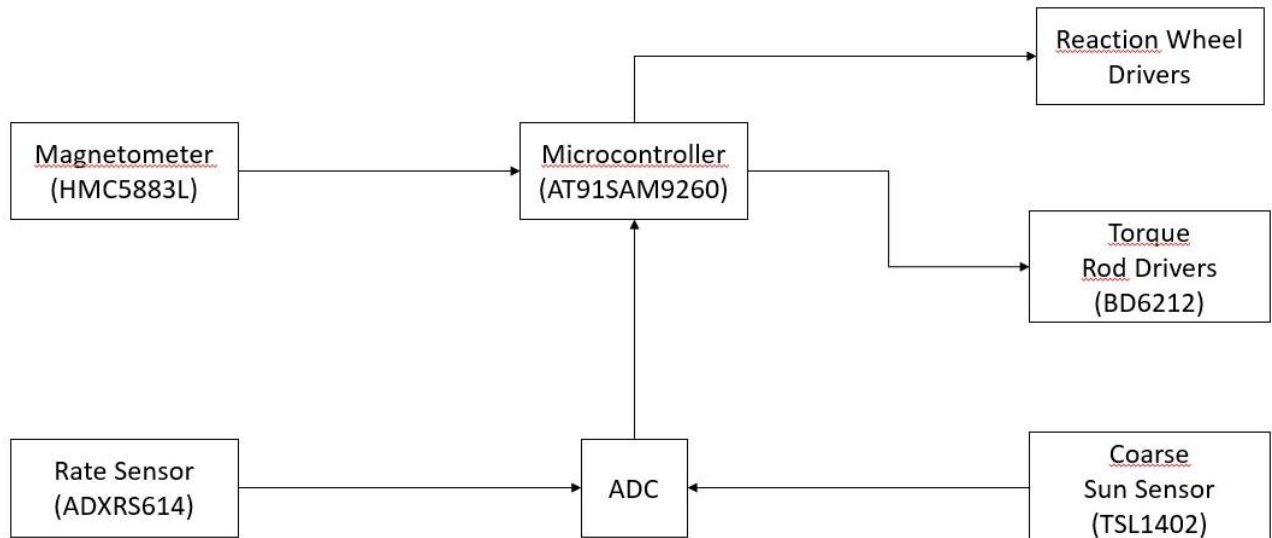 Reaction Wheel
Drivers
Magnetometer
(HMC5883L)
Microcontroller
(AT91SAM9260)
Torque
Rod Drivers
(BD6212)
Rate Sensor
(ADXRS614)
ADC
Coarse
Sun Sensor
(TSL1402)